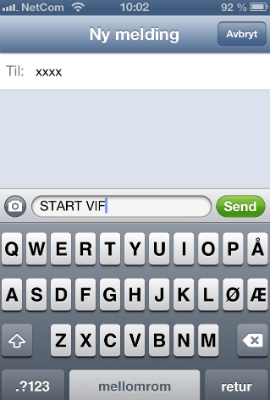 NetCom 10:02 92 %
Ny melding Avbryt
Til: xxxx
START VIF Send
Q W E R T Y U I O P Å
A S D F G H J K L Ø Æ
Z X C V B N M
.?123 mellomrom retur